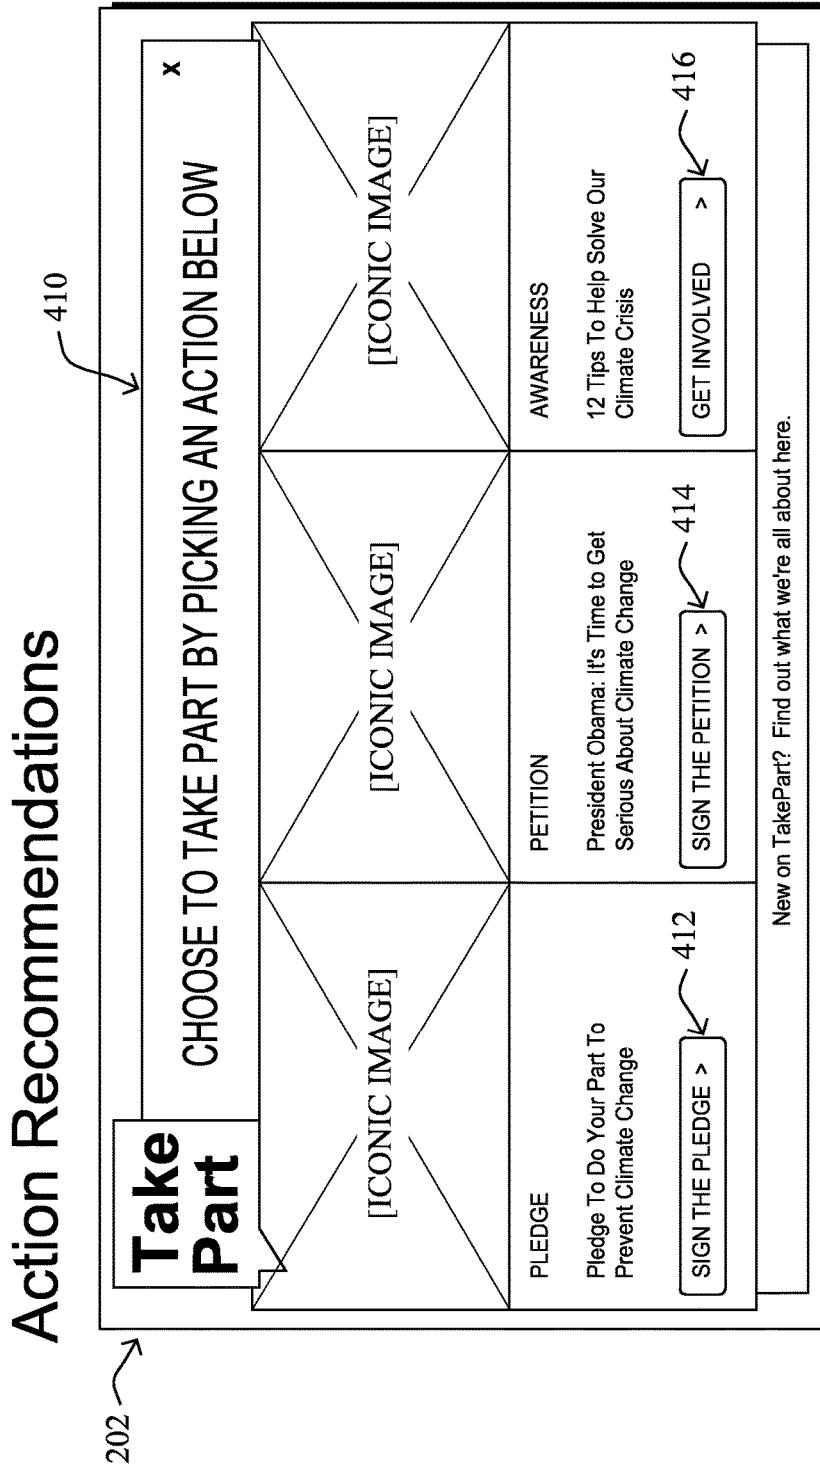 Action Recommendations
202
410
Take
Part
CHOOSE TO TAKE PART BY PICKING AN ACTION BELOW
X
[ICONIC IMAGE]
[ICONIC IMAGE]
[ICONIC IMAGE]
PLEDGE
Pledge To Do Your Part To
Prevent Climate Change
SIGN THE PLEDGE >
412
PETITION
President Obama: It's Time to Get
Serious About Climate Change
SIGN THE PETITION >
414
AWARENESS
12 Tips To Help Solve Our
Climate Crisis
GET INVOLVED >
416
New on TakePart? Find out what we're all about here.